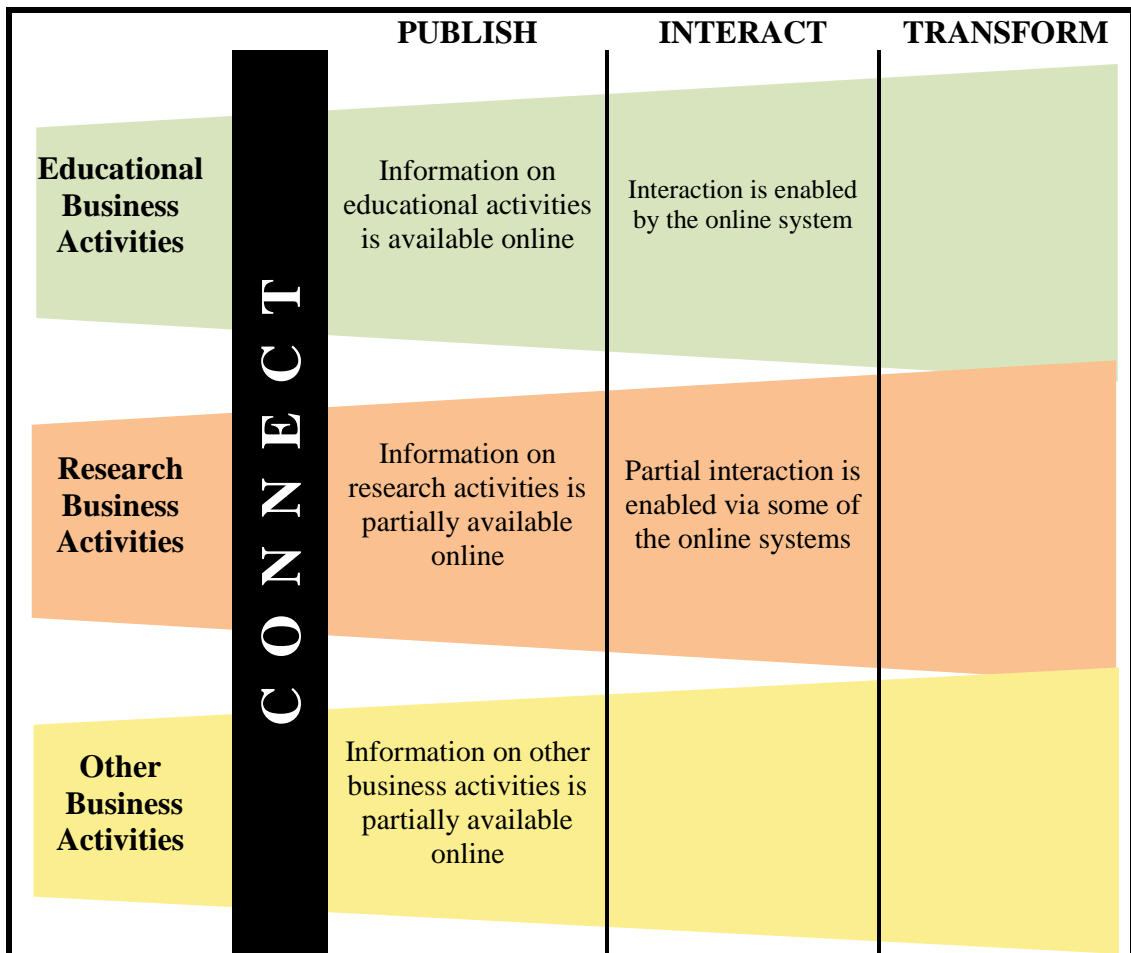 PUBLISH INTERACT TRANSFORM
CONNECT
Educational
Business
Activities
Information on
educational activities
is available online
Interaction is enabled
by the online system
Research
Business
Activities
Information on
research activities is
partially available
online
Partial interaction is
enabled via some of
the online systems
Other
Business
Activities
Information on other
business activities is
partially available
online